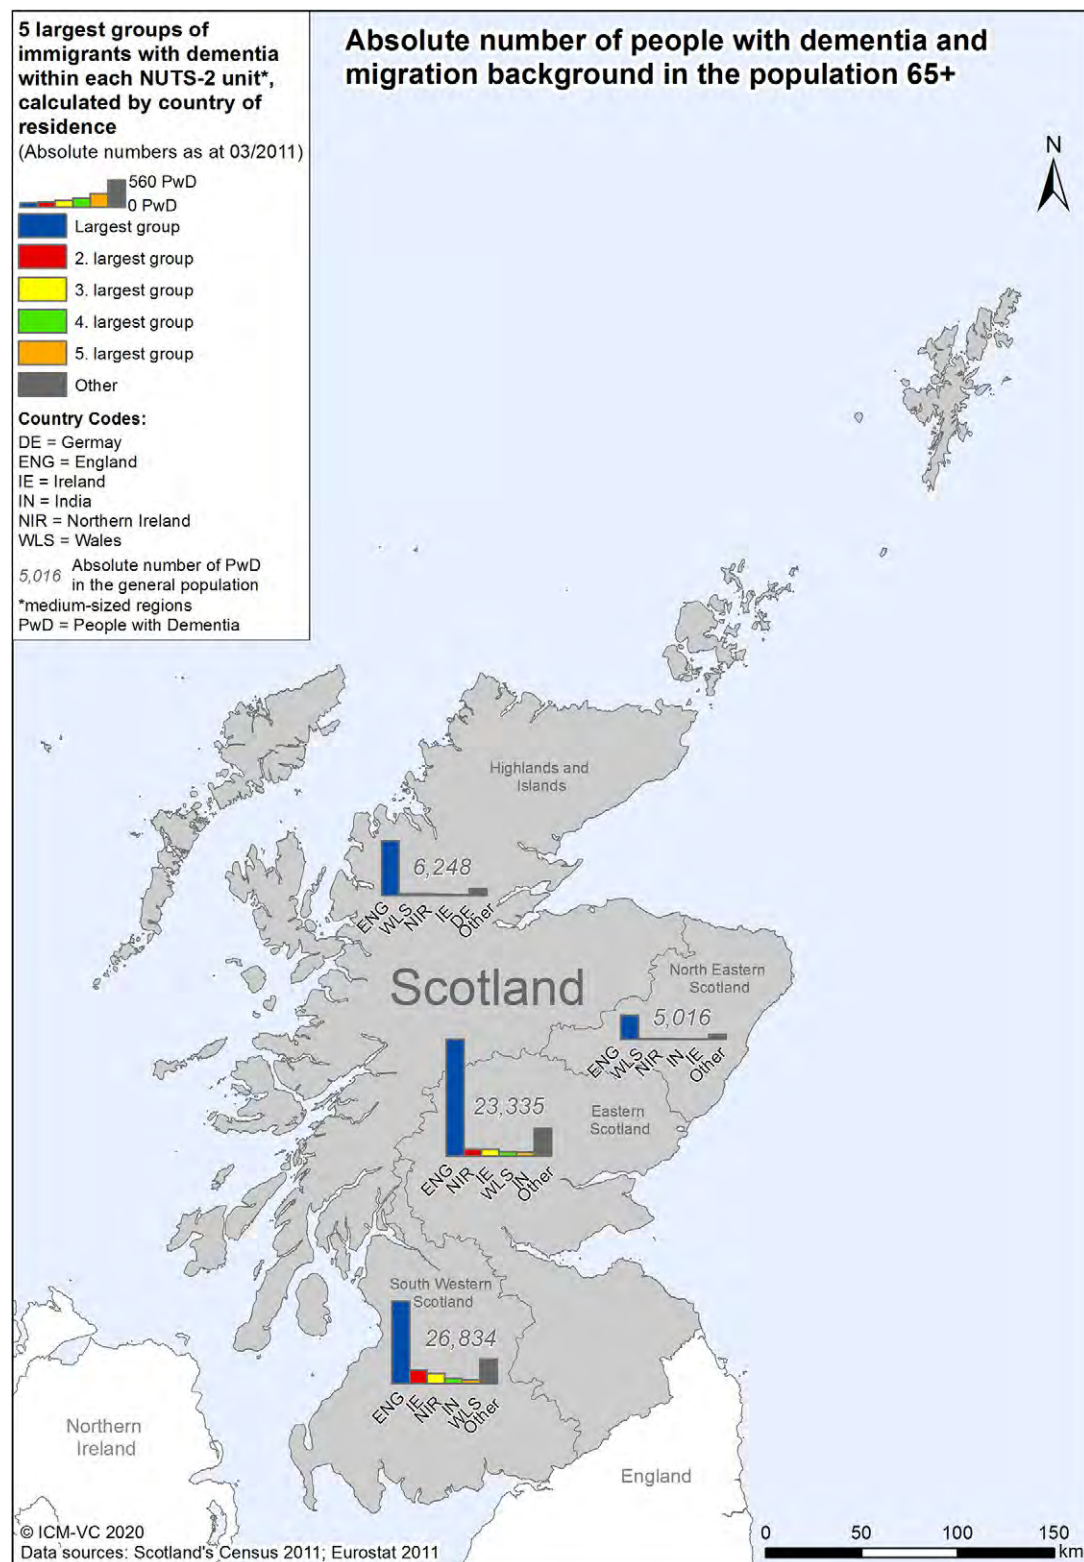 5 largest groups of
immigrants with dementia
within each NUTS-2 unit*,
calculated by country of
residence
(Absolute numbers as at 03/2011)
560 PwD
0 PwD
Largest group
2. largest group
3. largest group
4. largest group
5. largest group
Other
Country Codes:
DE = Germay
ENG = England
IE = Ireland
IN = India
NIR = Northern Ireland
WLS = Wales
5,016 Absolute number of PwD
in the general population
*medium-sized regions
PwD = People with Dementia
Absolute number of people with dementia and
migration background in the population 65+
N
Highlands and
Islands
6,248
ENG
WLS
NIR
IE
DE
Other
Scotland
North Eastern
Scotland
5,016
ENG
WLS
NIR
IN
IE
Other
Eastern
Scotland
23,335
ENG
NIR
IE
WLS
IN
Other
South Western
Scotland
26,834
ENG
IE
NIR
IN
WLS
Other
Northern
Ireland
England
© ICM-VC 2020
Data sources: Scotland's Census 2011; Eurostat 2011
0 50 100 150
km